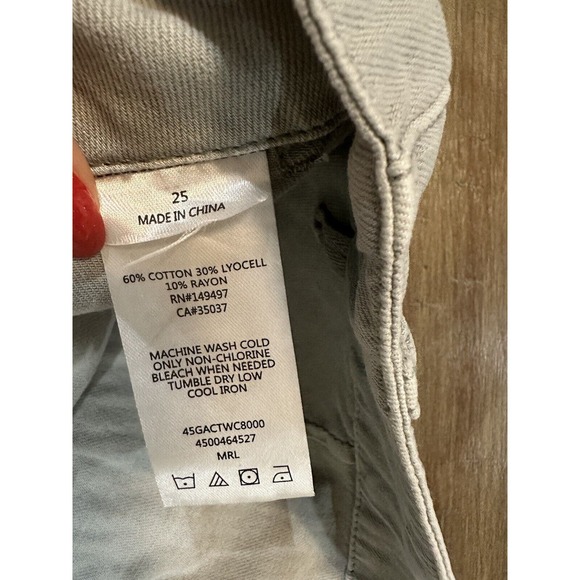 25
MADE IN CHINA
60% COTTON 30% LYOCELL
10% RAYON
RN#149497
CA#35037
MACHINE WASH COLD
ONLY NON-CHLORINE
BLEACH WHEN NEEDED
TUMBLE DRY LOW
COOL IRON
45GACTWC8000
4500464527
MRL